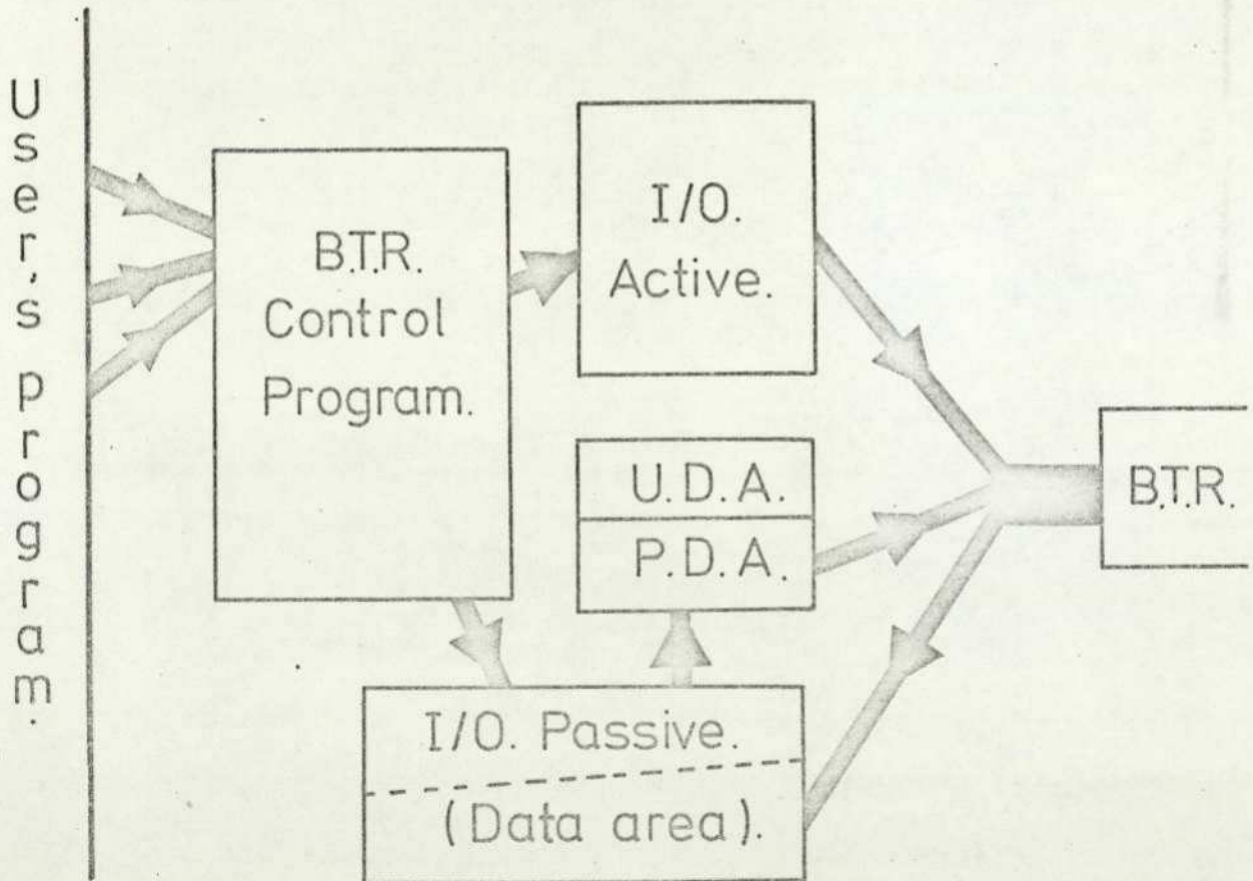 User's program.
B.T.R.
Control
Program.
I/O.
Active.
U.D.A.
P.D.A.
B.T.R.
I/O. Passive.
(Data area).